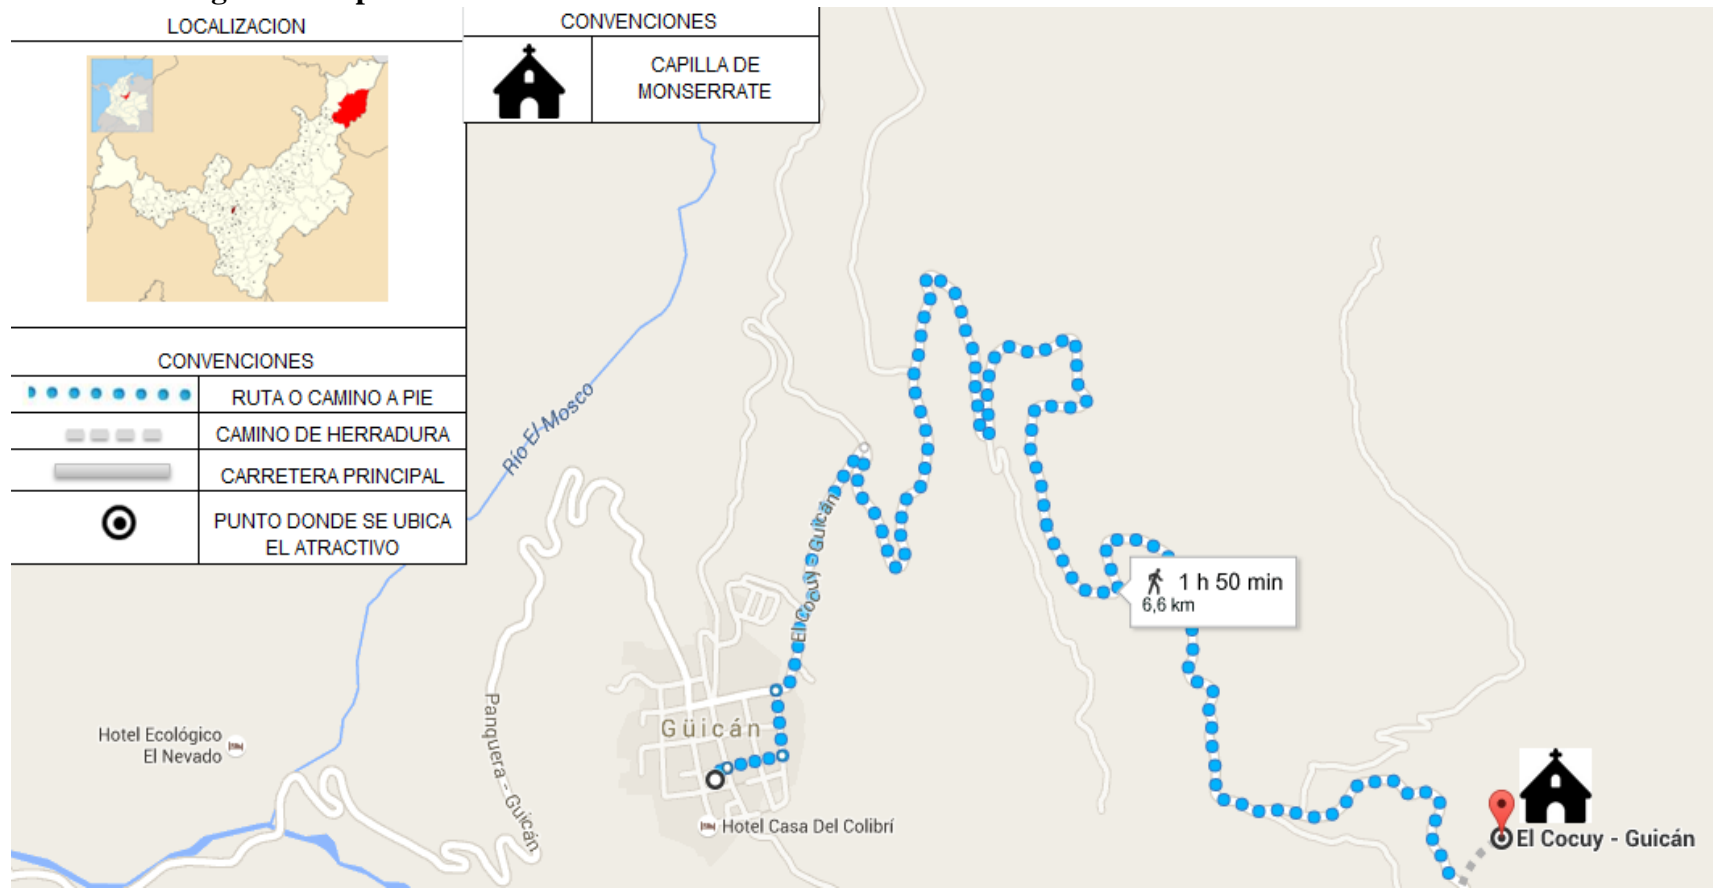 LOCALIZACION
CONVENCIONES
CAPILLA DE
MONSERRATE
CONVENCIONES
RUTA O CAMINO A PIE
CAMINO DE HERRADURA
CARRETERA PRINCIPAL
PUNTO DONDE SE UBICA
EL ATRACTIVO
Río El Mosco
El Cocuy - Guicán
1 h 50 min
6,6 km
Panquera - Guicán
Güicán
Hotel Ecológico
El Nevado
Hotel Casa Del Colibrí
El Cocuy - Guicán